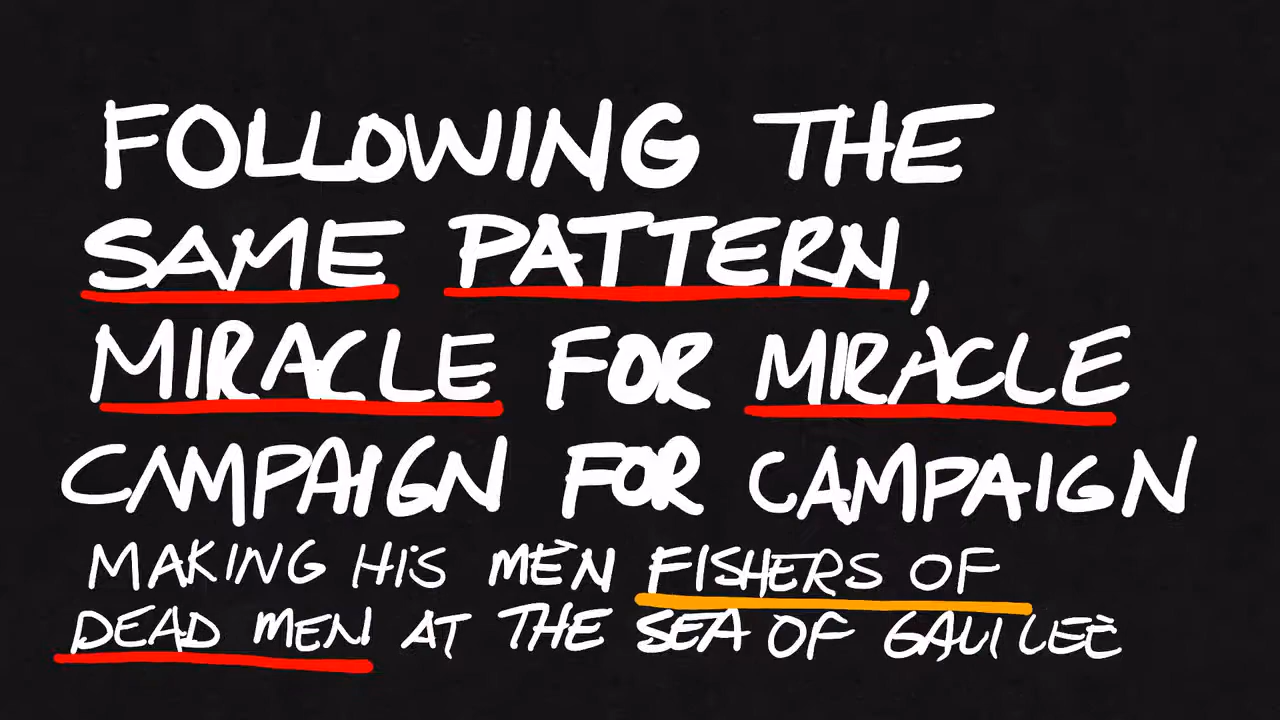 FOLLOWING THE
SAME PATTERN,
MIRACLE FOR MIRACLE
CAMPAIGN FOR CAMPAIGN
MAKING HIS MEN FISHERS OF
DEAD MEN AT THE SEA OF GALILEE